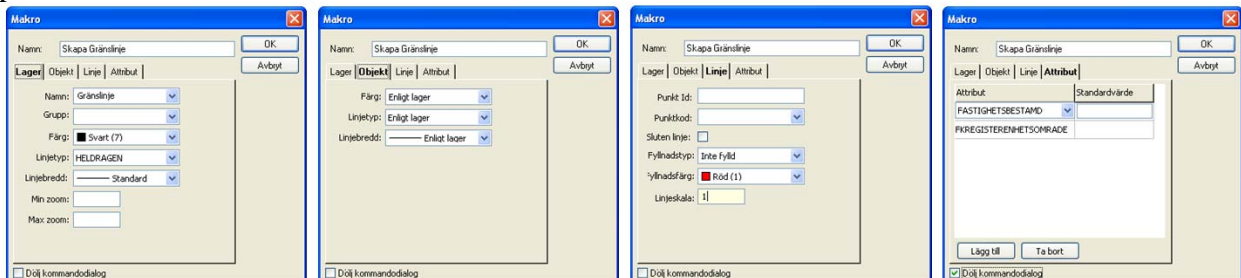 Makro
Namn: Skapa Gränslinje
OK
Avbryt
Lager Objekt Linje Attribut
Namn: Gränslinje
Grupp:
Färg: Svart (7)
Linjetyp: HELDRAGEN
Linjebredd: Standard
Min zoom:
Max zoom:
Dölj kommandodialog
Makro
Namn: Skapa Gränslinje
OK
Avbryt
Lager Objekt Linje Attribut
Färg: Enligt lager
Linjetyp: Enligt lager
Linjebredd: Enligt lager
Dölj kommandodialog
Makro
Namn: Skapa Gränslinje
OK
Avbryt
Lager Objekt Linje Attribut
Punkt Id:
Punktkod:
Sluten linje:
Fyllnadstyp: Inte fylld
yllnadsfärg: Röd (1)
Linjeskala: 1
Dölj kommandodialog
Makro
Namn: Skapa Gränslinje
OK
Avbryt
Lager Objekt Linje Attribut
Attribut Standardvärde
FASTIGHETSBESTAMD
FKREGISTERENHETSOMRADE
Lägg till Ta bort
Dölj kommandodialog